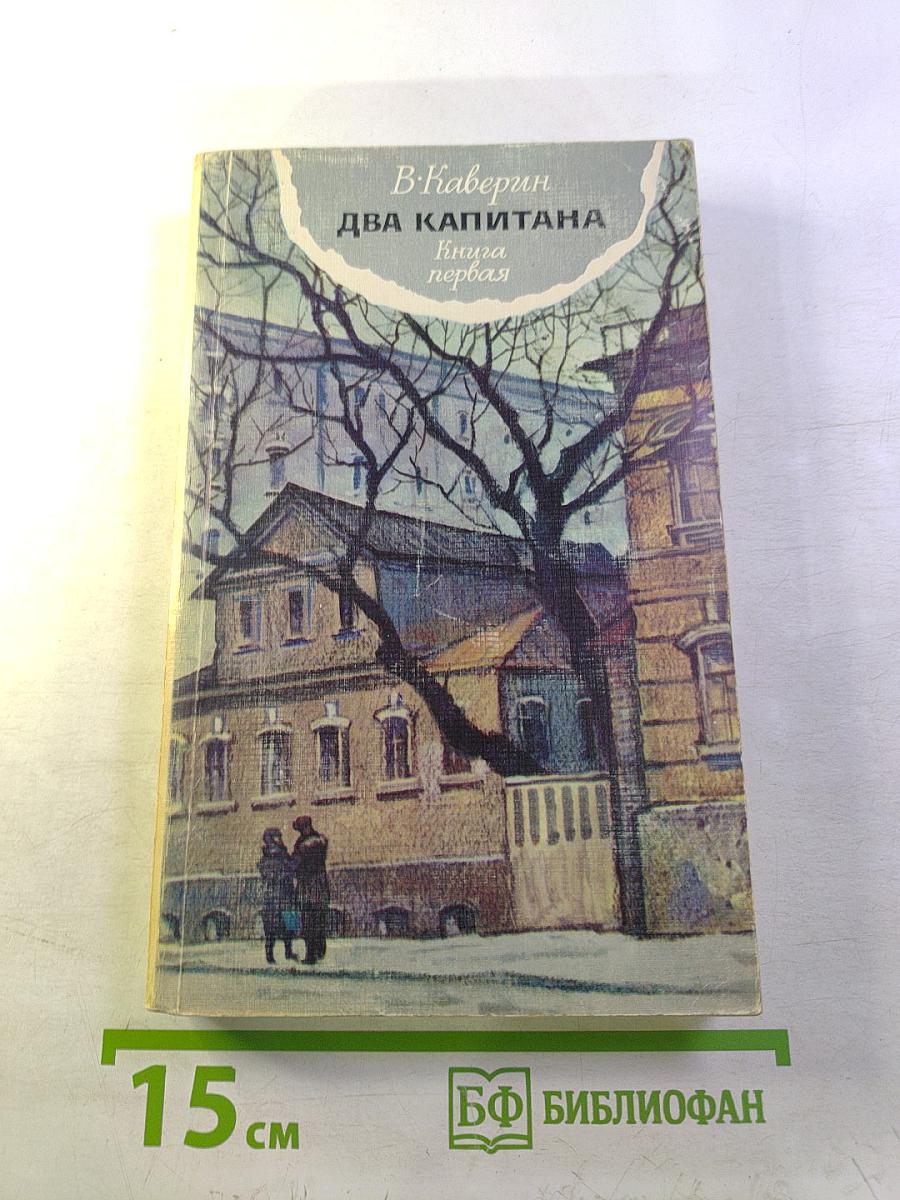 В·Каверин
ДВА КАПИТАНА
Книга
первая
15 см
БФ БИБЛИОФАН